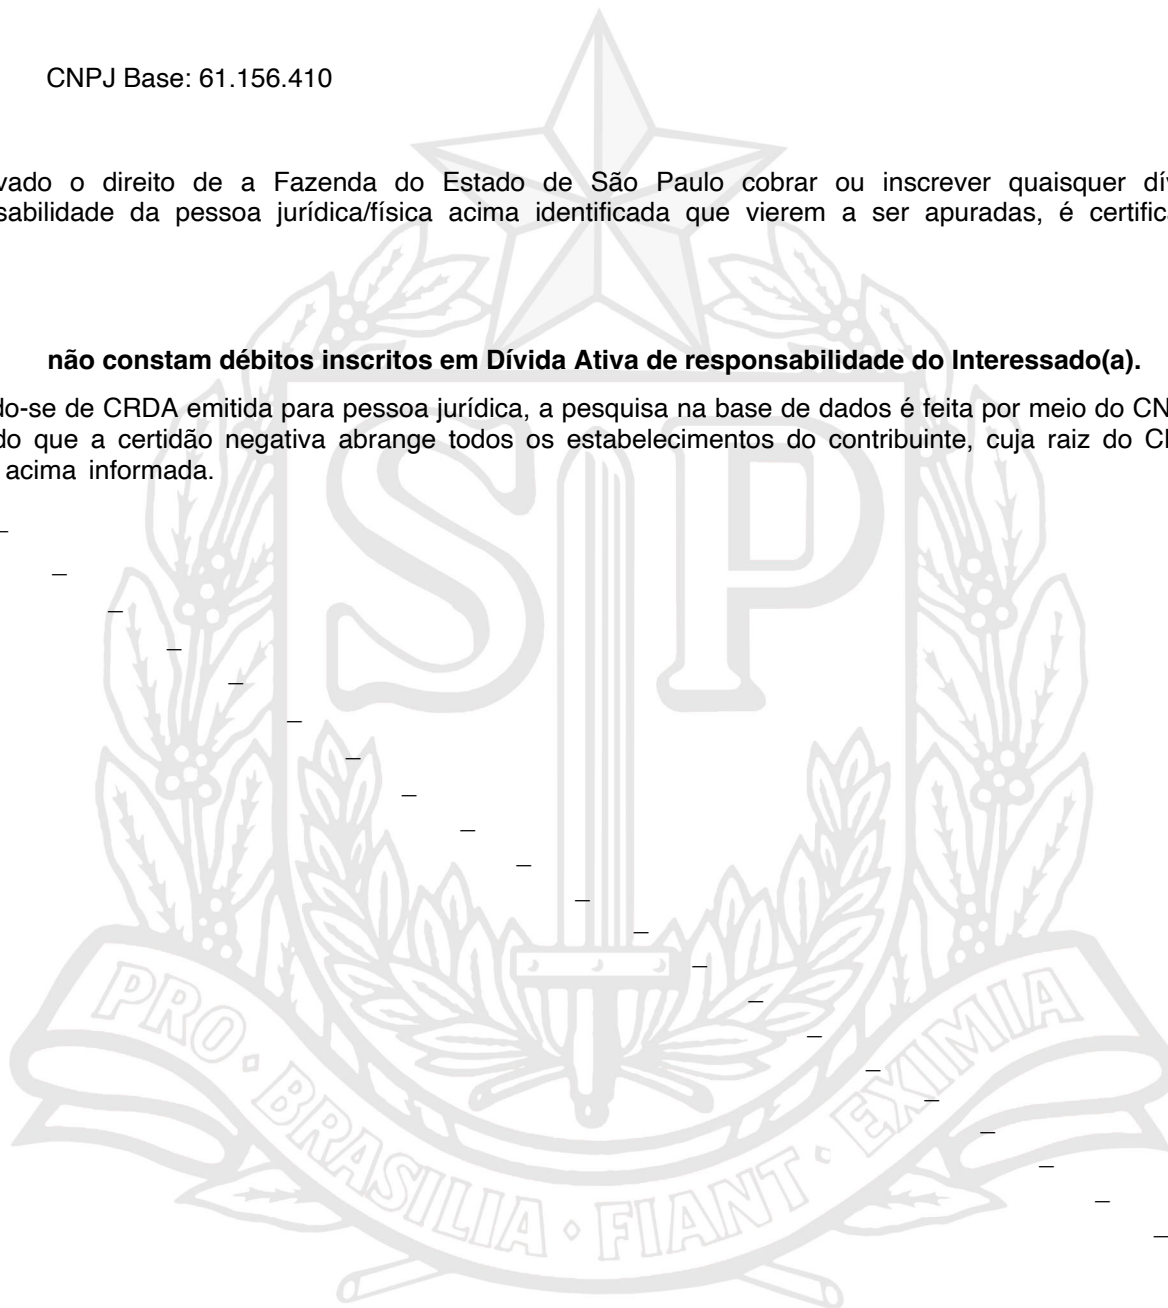 CNPJ Base: 61.156.410
vado o direito de a Fazenda do Estado de São Paulo cobrar ou inscrever quaisquer dív
sabilidade da pessoa jurídica/física acima identificada que vierem a ser apuradas, é certific
não constam débitos inscritos em Dívida Ativa de responsabilidade do Interessado(a).
do-se de CRDA emitida para pessoa jurídica, a pesquisa na base de dados é feita por meio do CN
do que a certidão negativa abrange todos os estabelecimentos do contribuinte, cuja raiz do C
acima informada.
SP
PRO • BRASILIA • FIANT • EXIMIA